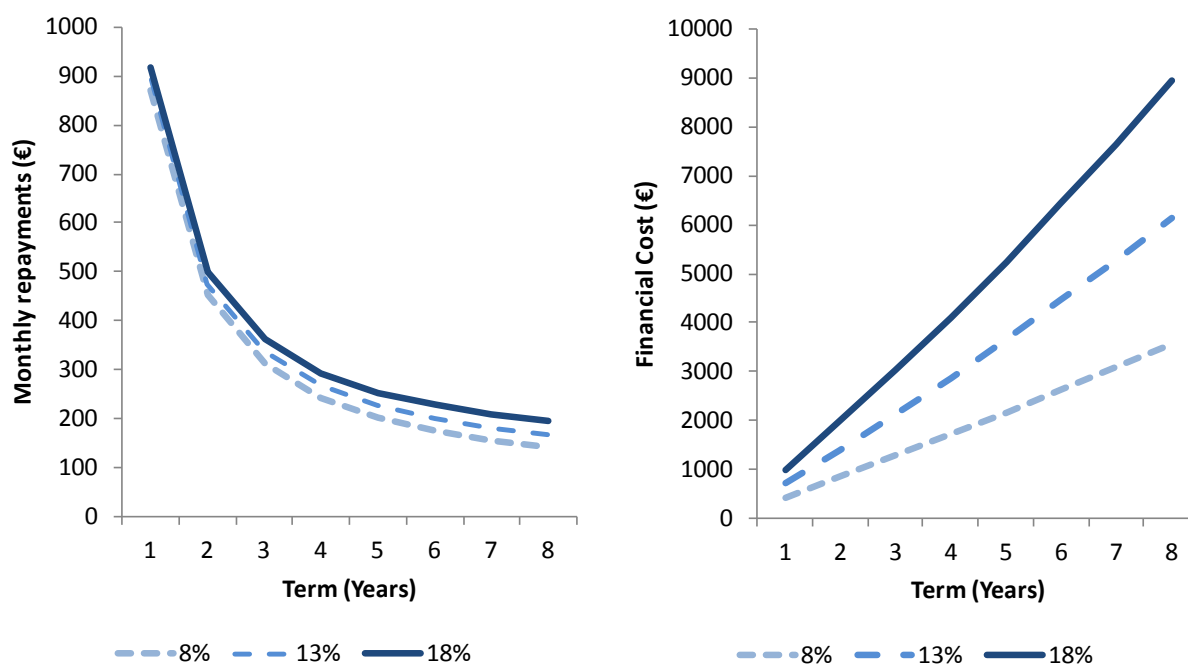 Monthly repayments (€)
1000
900
800
700
600
500
400
300
200
100
0
1 2 3 4 5 6 7 8
Term (Years)
8% 13% 18%
Financial Cost (€)
10000
9000
8000
7000
6000
5000
4000
3000
2000
1000
0
1 2 3 4 5 6 7 8
Term (Years)
8% 13% 18%